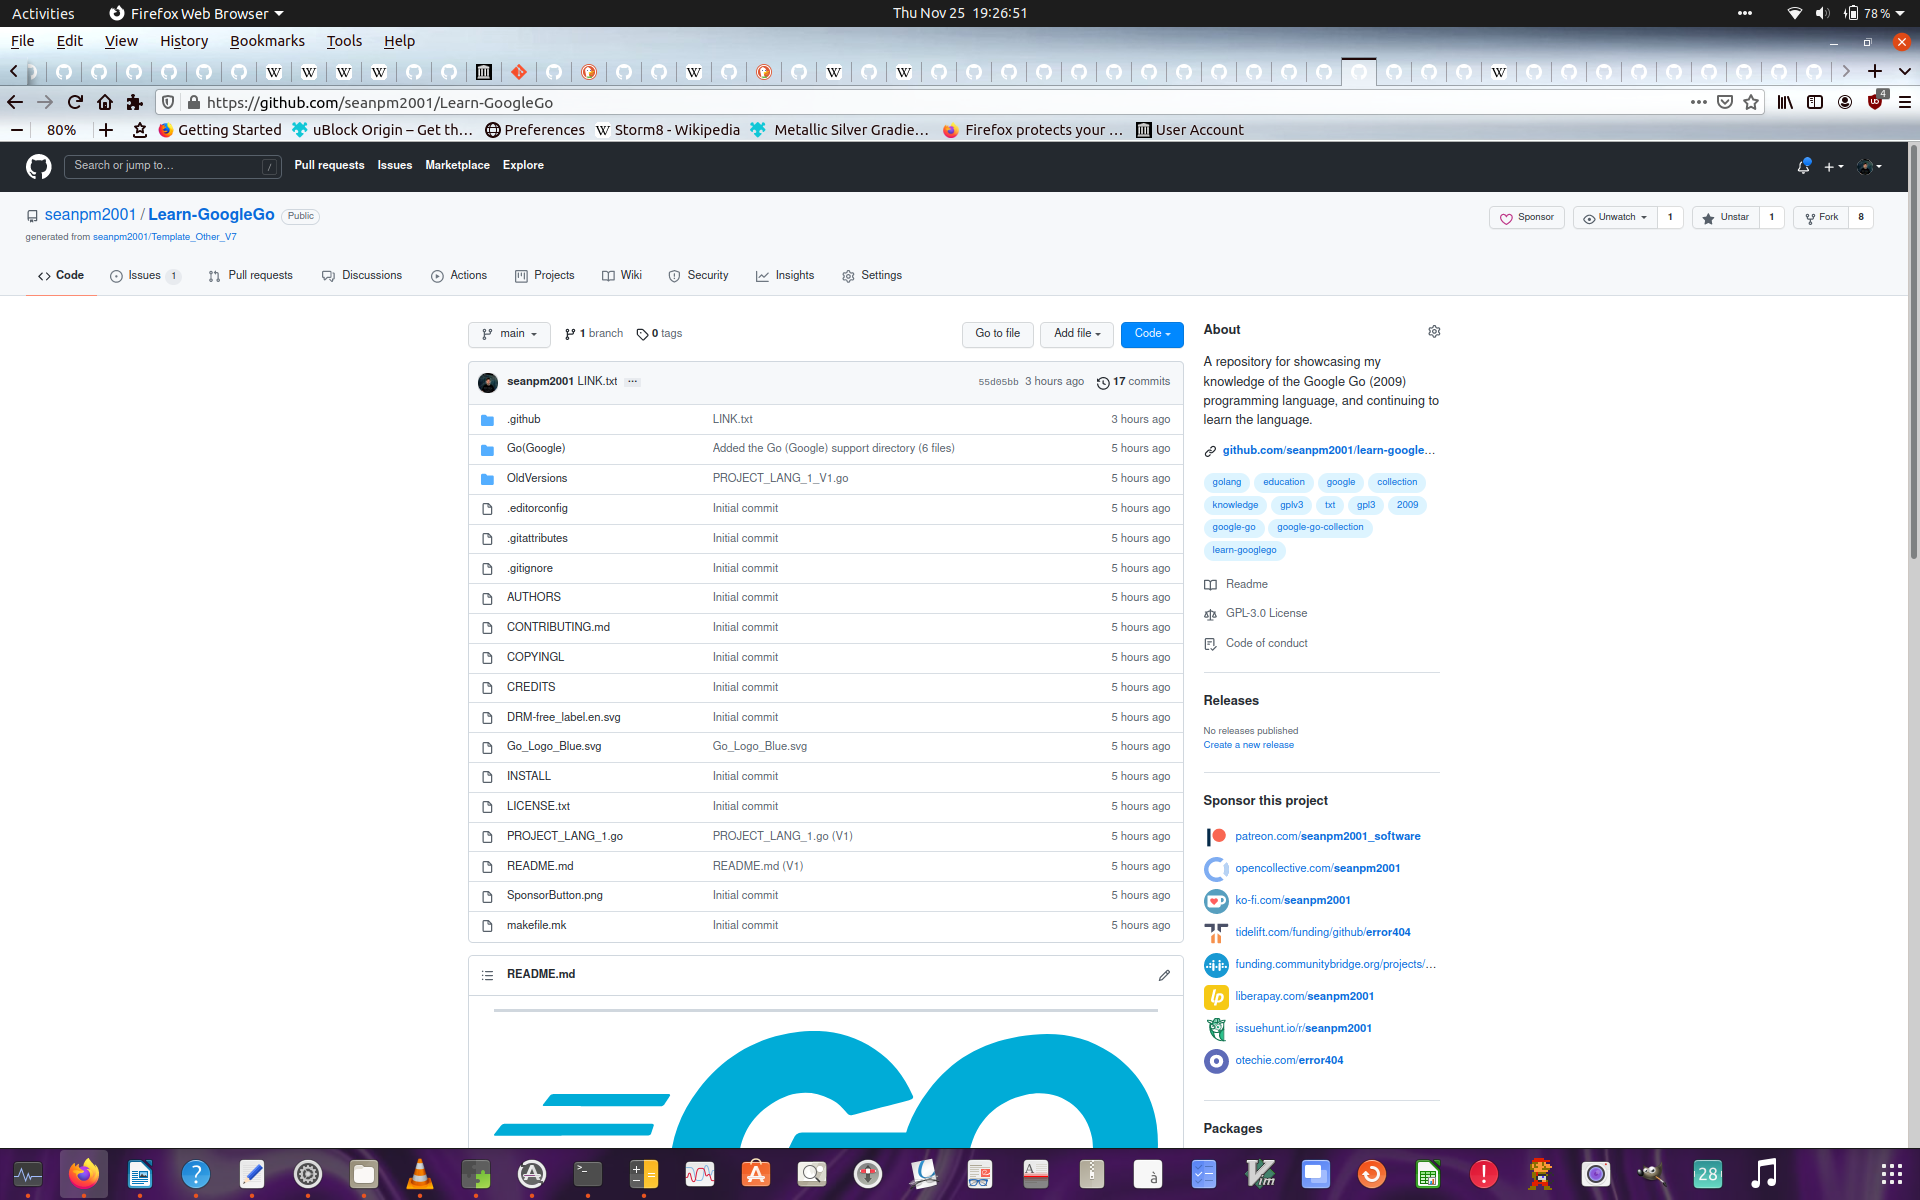 Activities Firefox Web Browser Thu Nov 25 19:26:51 78%
File Edit View History Bookmarks Tools Help
https://github.com/seanpm2001/Learn-GoogleGo 4
80% Getting Started uBlock Origin – Get th… Preferences Storm8 - Wikipedia Metallic Silver Gradie… Firefox protects your … User Account
Search or jump to… / Pull requests Issues Marketplace Explore
seanpm2001 / Learn-GoogleGo Public Sponsor Unwatch 1 Unstar 1 Fork 8
generated from seanpm2001/Template_Other_V7
Code Issues 1 Pull requests Discussions Actions Projects Wiki Security Insights Settings
main 1 branch 0 tags Go to file Add file Code
seanpm2001 LINK.txt 55d05bb 3 hours ago 17 commits
.github LINK.txt 3 hours ago
Go(Google) Added the Go (Google) support directory (6 files) 5 hours ago
OldVersions PROJECT_LANG_1_V1.go 5 hours ago
.editorconfig Initial commit 5 hours ago
.gitattributes Initial commit 5 hours ago
.gitignore Initial commit 5 hours ago
AUTHORS Initial commit 5 hours ago
CONTRIBUTING.md Initial commit 5 hours ago
COPYINGL Initial commit 5 hours ago
CREDITS Initial commit 5 hours ago
DRM-free_label.en.svg Initial commit 5 hours ago
Go_Logo_Blue.svg Go_Logo_Blue.svg 5 hours ago
INSTALL Initial commit 5 hours ago
LICENSE.txt Initial commit 5 hours ago
PROJECT_LANG_1.go PROJECT_LANG_1.go (V1) 5 hours ago
README.md README.md (V1) 5 hours ago
SponsorButton.png Initial commit 5 hours ago
makefile.mk Initial commit 5 hours ago
README.md
GO
About
A repository for showcasing my
knowledge of the Google Go (2009)
programming language, and continuing to
learn the language.
github.com/seanpm2001/learn-google…
golang education google collection
knowledge gplv3 txt gpl3 2009
google-go google-go-collection
learn-googlego
Readme
GPL-3.0 License
Code of conduct
Releases
No releases published
Create a new release
Sponsor this project
patreon.com/seanpm2001_software
opencollective.com/seanpm2001
ko-fi.com/seanpm2001
tidelift.com/funding/github/error404
funding.communitybridge.org/projects/…
liberapay.com/seanpm2001
issuehunt.io/r/seanpm2001
otechie.com/error404
Packages
28